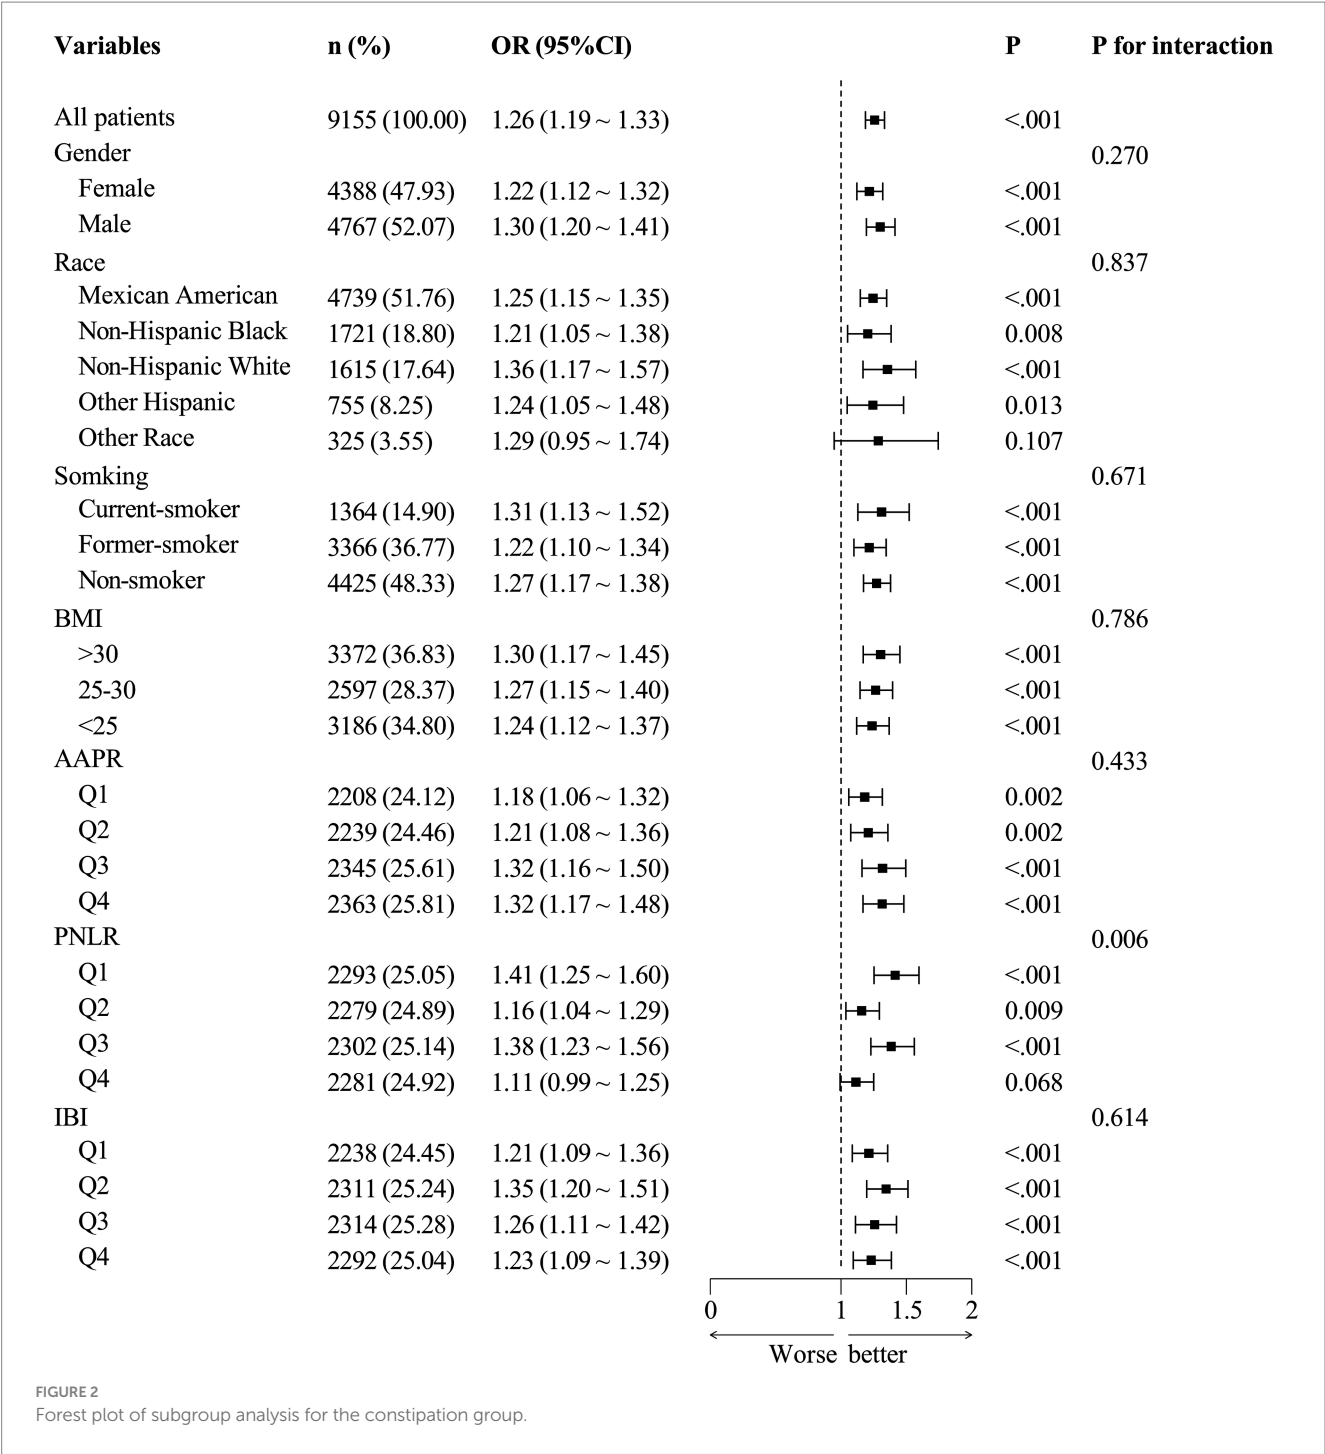 Variables n (%) OR (95%CI) P P for interaction
All patients 9155 (100.00) 1.26 (1.19 ~ 1.33) <.001
Gender 0.270
Female 4388 (47.93) 1.22 (1.12 ~ 1.32) <.001
Male 4767 (52.07) 1.30 (1.20 ~ 1.41) <.001
Race 0.837
Mexican American 4739 (51.76) 1.25 (1.15 ~ 1.35) <.001
Non-Hispanic Black 1721 (18.80) 1.21 (1.05 ~ 1.38) 0.008
Non-Hispanic White 1615 (17.64) 1.36 (1.17 ~ 1.57) <.001
Other Hispanic 755 (8.25) 1.24 (1.05 ~ 1.48) 0.013
Other Race 325 (3.55) 1.29 (0.95 ~ 1.74) 0.107
Somking 0.671
Current-smoker 1364 (14.90) 1.31 (1.13 ~ 1.52) <.001
Former-smoker 3366 (36.77) 1.22 (1.10 ~ 1.34) <.001
Non-smoker 4425 (48.33) 1.27 (1.17 ~ 1.38) <.001
BMI 0.786
>30 3372 (36.83) 1.30 (1.17 ~ 1.45) <.001
25-30 2597 (28.37) 1.27 (1.15 ~ 1.40) <.001
<25 3186 (34.80) 1.24 (1.12 ~ 1.37) <.001
AAPR 0.433
Q1 2208 (24.12) 1.18 (1.06 ~ 1.32) 0.002
Q2 2239 (24.46) 1.21 (1.08 ~ 1.36) 0.002
Q3 2345 (25.61) 1.32 (1.16 ~ 1.50) <.001
Q4 2363 (25.81) 1.32 (1.17 ~ 1.48) <.001
PNLR 0.006
Q1 2293 (25.05) 1.41 (1.25 ~ 1.60) <.001
Q2 2279 (24.89) 1.16 (1.04 ~ 1.29) 0.009
Q3 2302 (25.14) 1.38 (1.23 ~ 1.56) <.001
Q4 2281 (24.92) 1.11 (0.99 ~ 1.25) 0.068
IBI 0.614
Q1 2238 (24.45) 1.21 (1.09 ~ 1.36) <.001
Q2 2311 (25.24) 1.35 (1.20 ~ 1.51) <.001
Q3 2314 (25.28) 1.26 (1.11 ~ 1.42) <.001
Q4 2292 (25.04) 1.23 (1.09 ~ 1.39) <.001
0 1 1.5 2
Worse better
FIGURE 2
Forest plot of subgroup analysis for the constipation group.